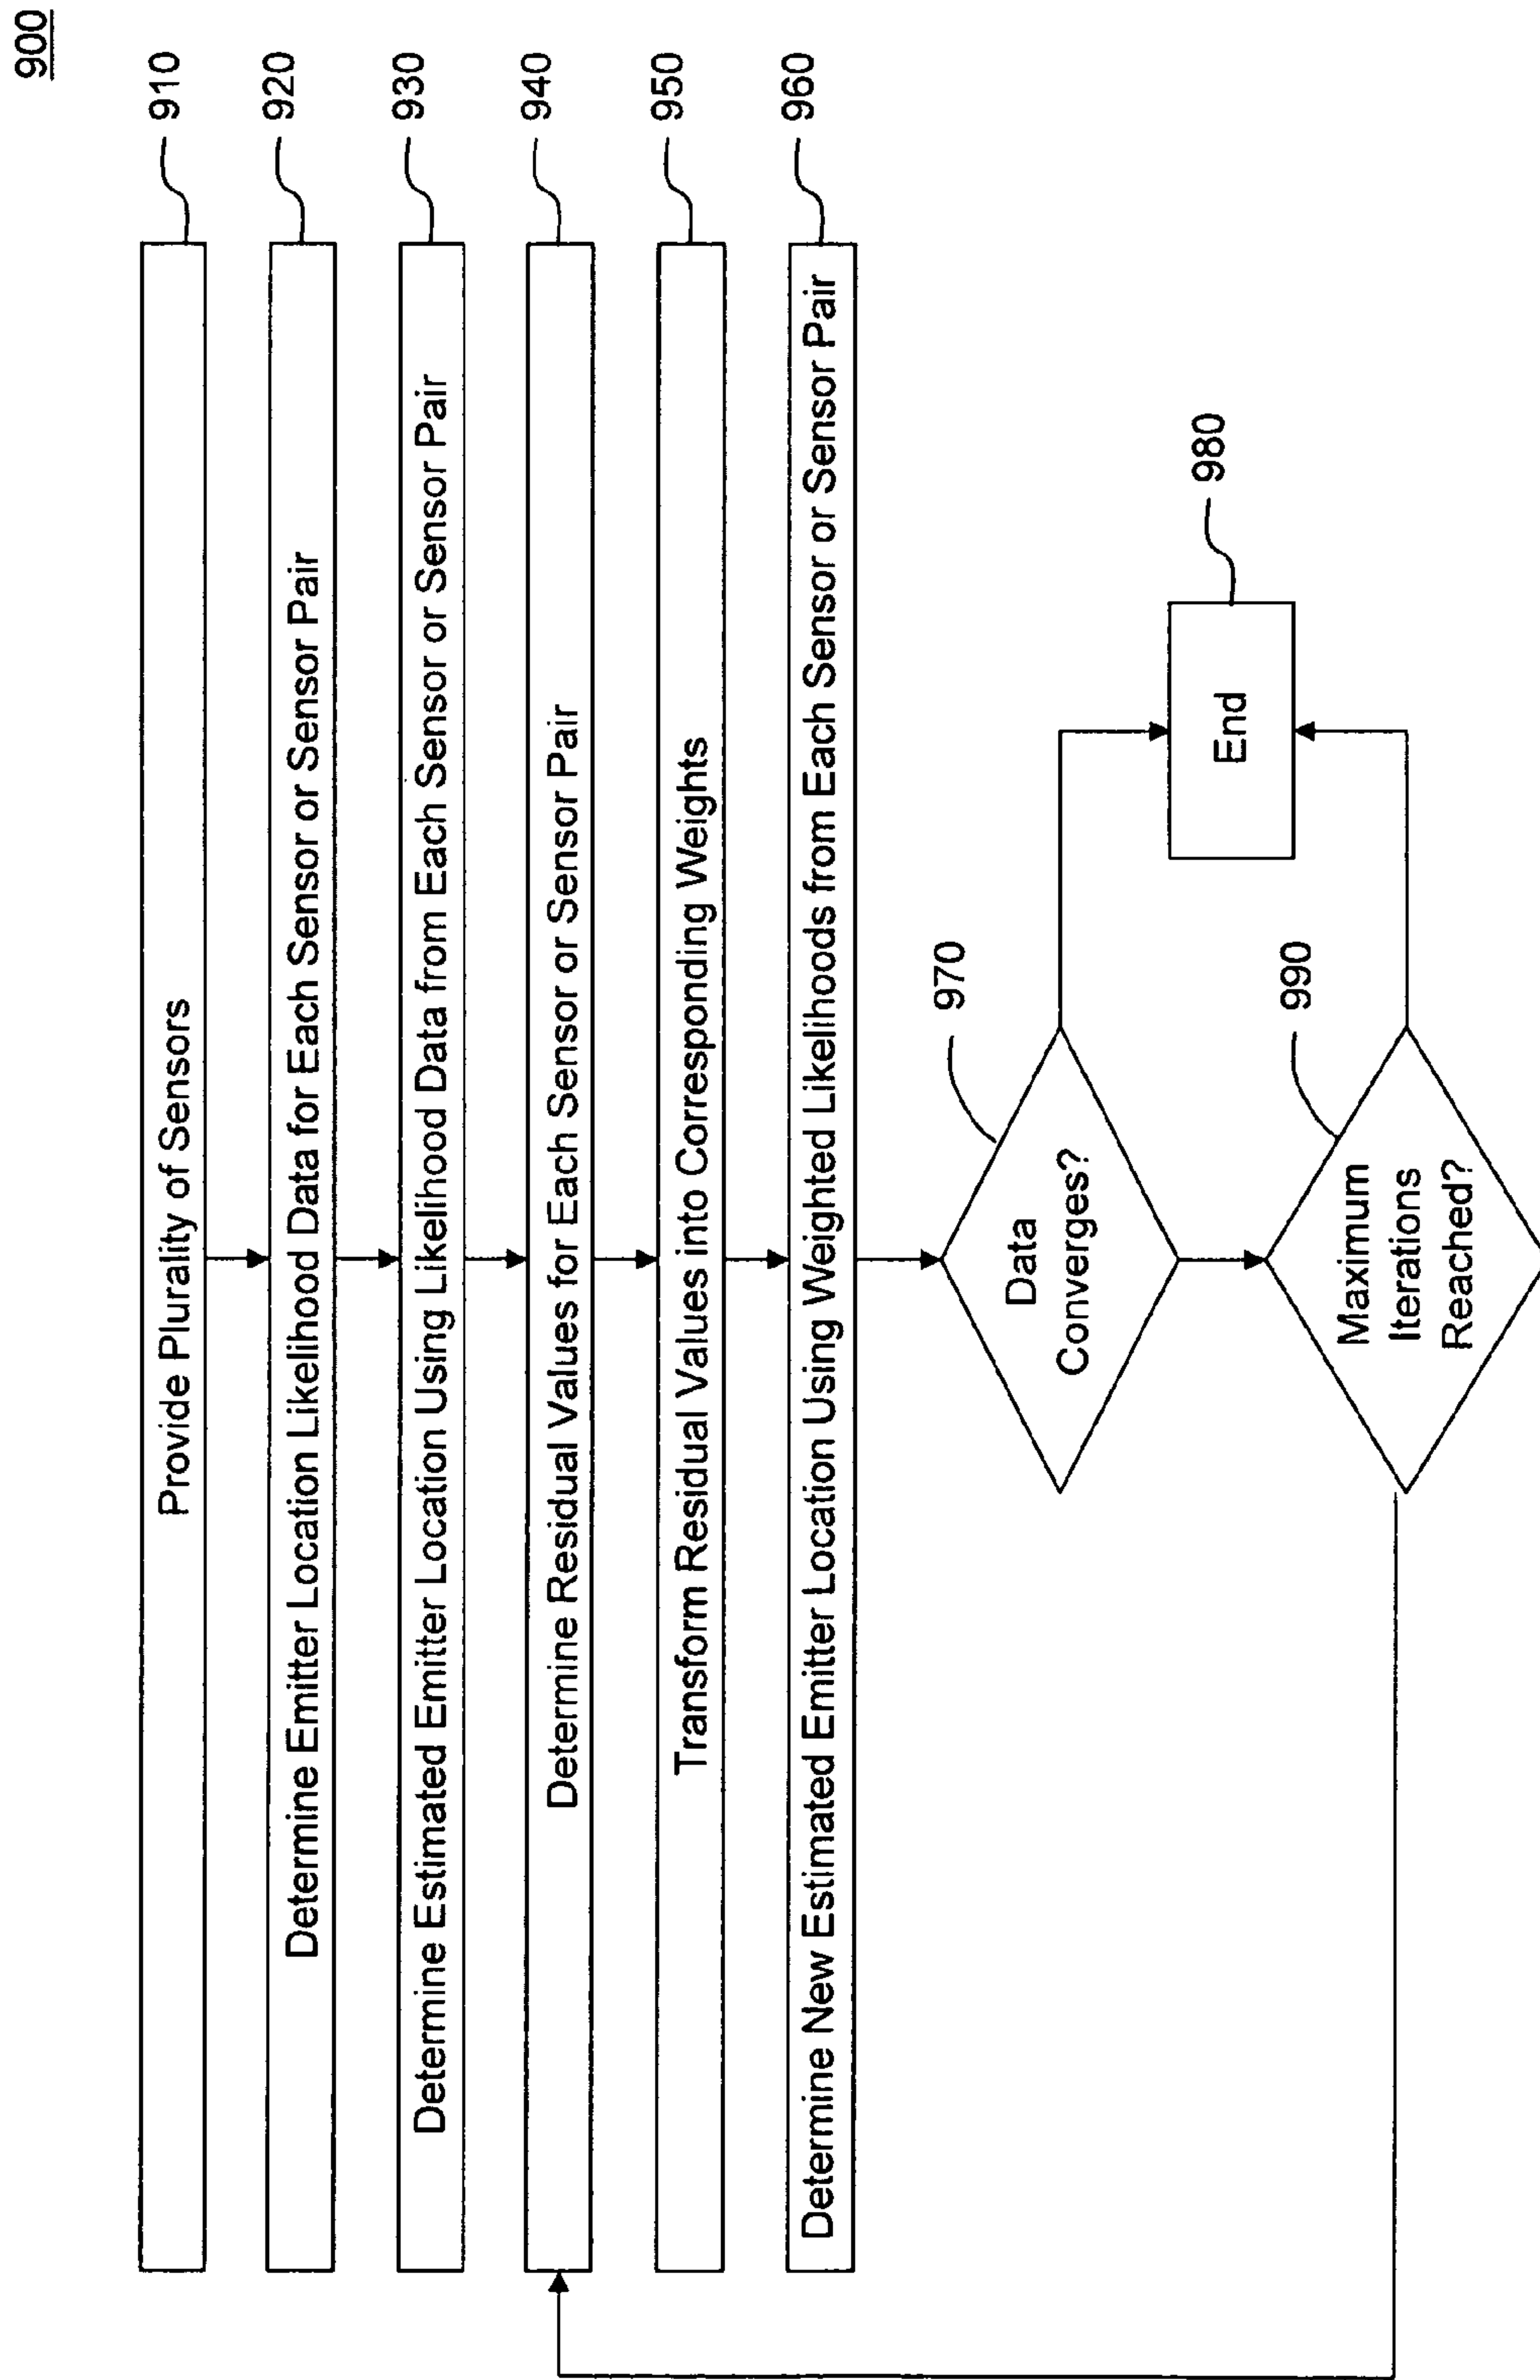 900
Provide Plurality of Sensors
910
Determine Emitter Location Likelihood Data for Each Sensor or Sensor Pair
920
Determine Estimated Emitter Location Using Likelihood Data from Each Sensor or Sensor Pair
930
Determine Residual Values for Each Sensor or Sensor Pair
940
Transform Residual Values into Corresponding Weights
950
Determine New Estimated Emitter Location Using Weighted Likelihoods from Each Sensor or Sensor Pair
960
Data
Converges?
970
End
980
Maximum
Iterations
Reached?
990